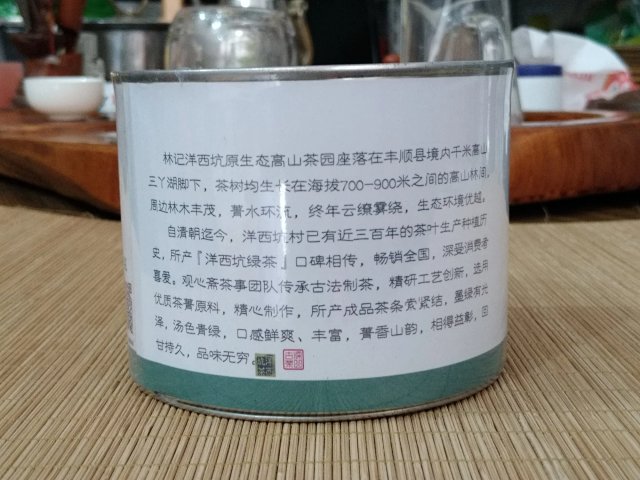 林记洋西坑原生态高山茶园座落在丰顺县境内千米高山
三丫湖脚下，茶树均生长在海拔700-900米之间的高山林间，
周边林木丰茂，菁水环流，终年云缭雾绕，生态环境优越。
自清朝迄今，洋西坑村已有近三百年的茶叶生产种植历
史，所产『洋西坑绿茶』口碑相传，畅销全国，深受消费者
喜爱。观心斋茶事团队传承古法制茶，精研工艺创新，选用
优质茶菁原料，精心制作，所产成品茶条索紧结，墨绿有光
泽，汤色青绿，口感鲜爽、丰富，菁香山韵，相得益彰，回
甘持久，品味无穷。